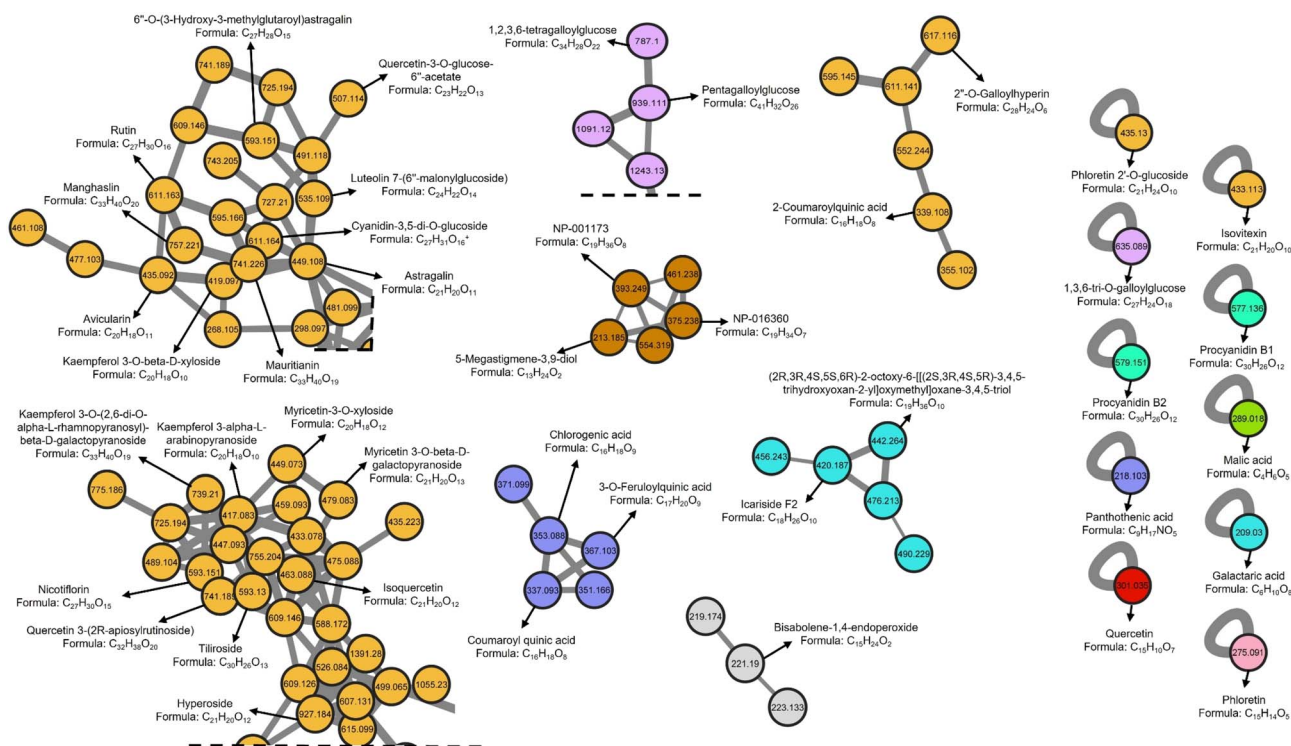 6"-O-(3-Hydroxy-3-methylglutaroyl)astragalin
Formula: C27H28O15
741.189
725.194
Quercetin-3-O-glucose-
6"-acetate
Formula: C23H22O13
507.114
609.146
593.151
491.118
Rutin
Formula: C27H30O16
743.205
Luteolin 7-(6"-malonylglucoside)
Formula: C24H22O14
535.109
Manghaslin
Formula: C33H40O20
611.163
595.166
727.21
Cyanidin-3,5-di-O-glucoside
Formula: C27H31O16+
461.108
477.103
757.221
611.164
741.226
449.108
435.092
419.097
Astragalin
Formula: C21H20O11
481.099
268.105
298.097
Avicularin
Formula: C20H18O11
Kaempferol 3-O-beta-D-xyloside
Formula: C20H18O10
Mauritianin
Formula: C33H40O19
1,2,3,6-tetragalloylglucose
Formula: C34H28O22
787.1
939.111
Pentagalloylglucose
Formula: C41H32O26
1091.12
1243.13
617.116
595.145
611.141
2"-O-Galloylhyperin
Formula: C28H24O6
552.244
2-Coumaroylquinic acid
Formula: C16H18O8
339.108
355.102
NP-001173
Formula: C19H36O8
393.249
461.238
375.238
NP-016360
Formula: C19H34O7
213.185
554.319
5-Megastigmene-3,9-diol
Formula: C13H24O2
435.13
Phloretin 2'-O-glucoside
Formula: C21H24O10
433.113
Isovitexin
Formula: C21H20O10
635.089
1,3,6-tri-O-galloylglucose
Formula: C27H24O18
577.136
Procyanidin B1
Formula: C30H26O12
579.151
Procyanidin B2
Formula: C30H26O12
289.018
Malic acid
Formula: C4H6O5
218.103
Panthothenic acid
Formula: C9H17NO5
209.03
Galactaric acid
Formula: C6H10O8
301.035
Quercetin
Formula: C15H10O7
275.091
Phloretin
Formula: C15H14O5
Kaempferol 3-O-(2,6-di-O-
alpha-L-rhamnopyranosyl)-
beta-D-galactopyranoside
Formula: C33H40O19
Kaempferol 3-alpha-L-
arabinopyranoside
Formula: C20H18O10
Myricetin-3-O-xyloside
Formula: C20H18O12
Myricetin 3-O-beta-D-
galactopyranoside
Formula: C21H20O13
449.073
775.186
739.21
459.093
479.083
725.194
417.083
433.078
435.223
447.093
755.204
475.088
489.104
593.151
463.088
741.185
593.13
Isoquercetin
Formula: C21H20O12
Nicotiflorin
Formula: C27H30O15
Quercetin 3-(2R-apiosylrutinoside)
Formula: C32H38O20
Tiliroside
Formula: C30H26O13
609.146
588.172
1391.28
526.084
609.126
499.065
1055.23
607.131
927.184
615.099
Hyperoside
Formula: C21H20O12
Chlorogenic acid
Formula: C16H18O9
371.099
3-O-Feruloylquinic acid
Formula: C17H20O9
353.088
367.103
337.093
351.166
Coumaroyl quinic acid
Formula: C16H18O8
(2R,3R,4S,5S,6R)-2-octoxy-6-[[(2S,3R,4S,5R)-3,4,5-
trihydroxyoxan-2-yl]oxymethyl]oxane-3,4,5-triol
Formula: C19H36O10
456.243
442.264
420.187
476.213
Icariside F2
Formula: C18H26O10
490.229
219.174
221.19
Bisabolene-1,4-endoperoxide
Formula: C15H24O2
223.133